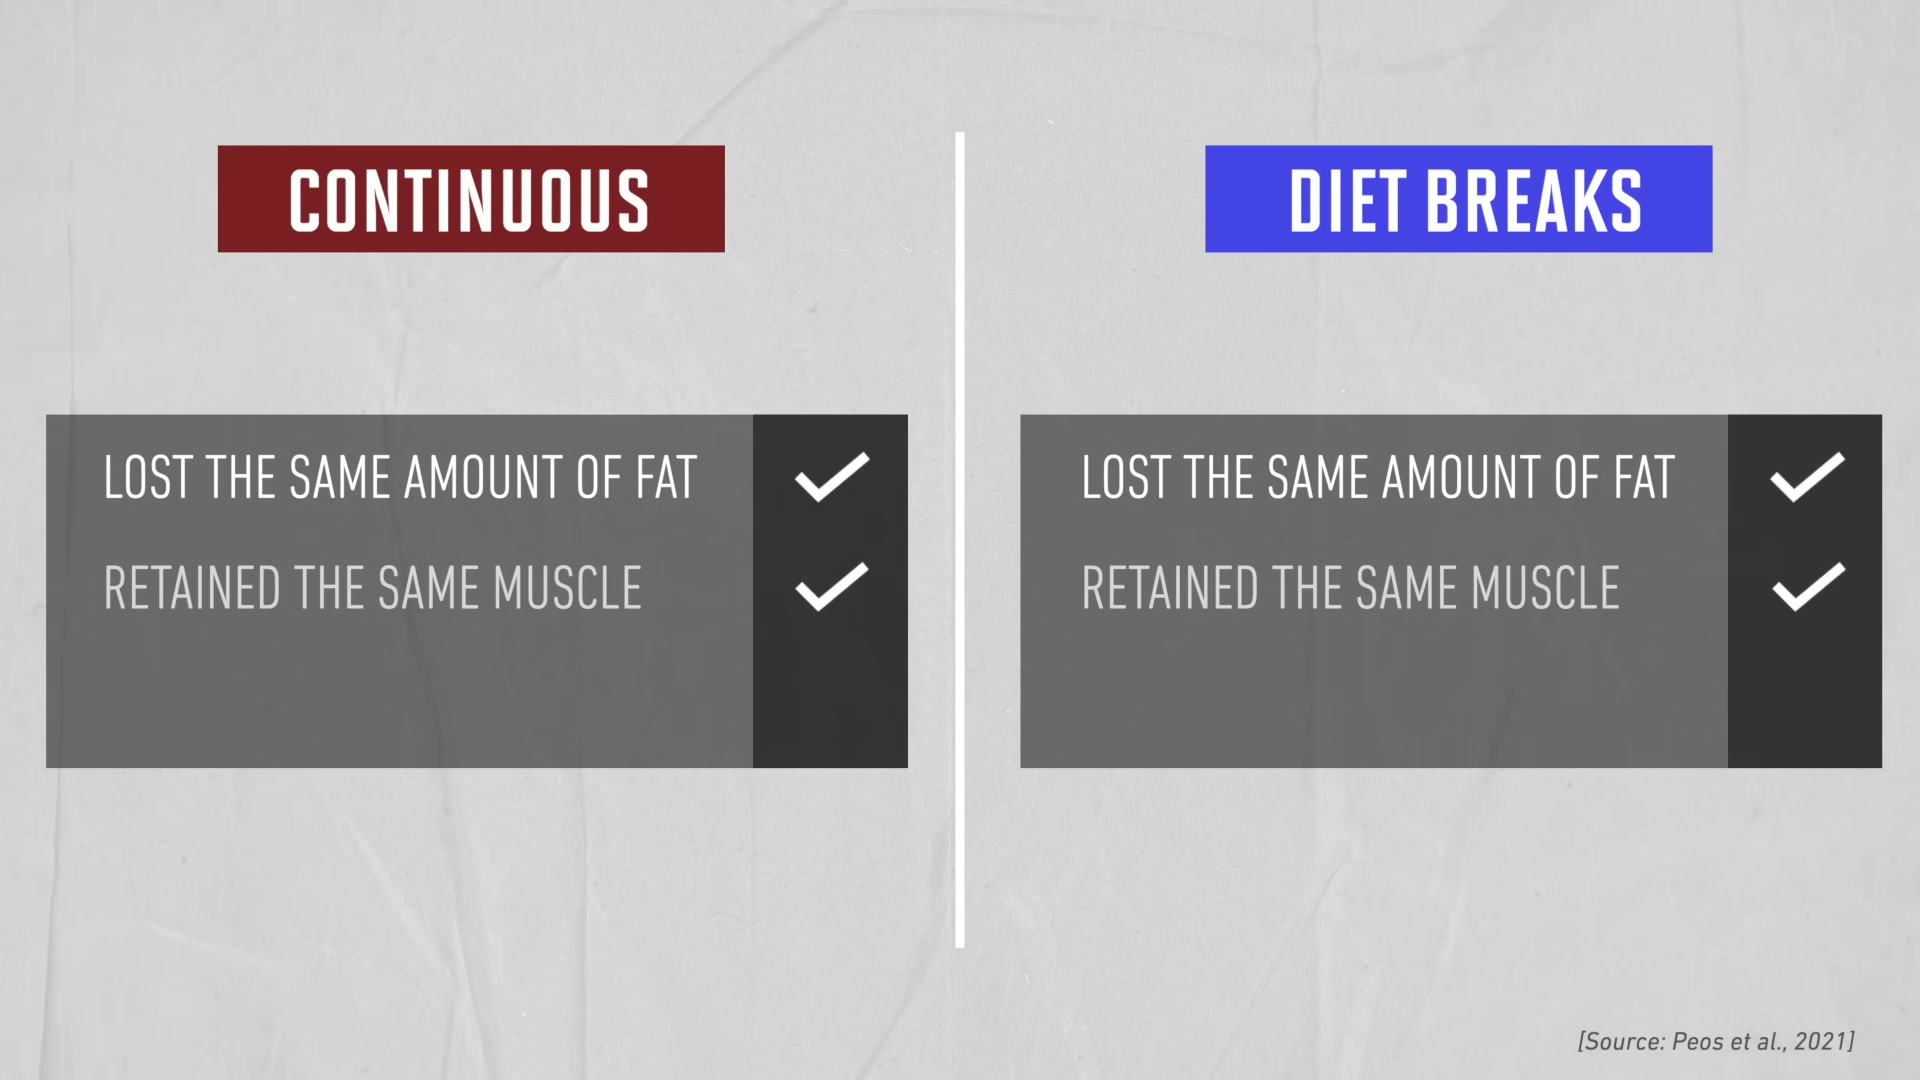 CONTINUOUS
LOST THE SAME AMOUNT OF FAT
RETAINED THE SAME MUSCLE
DIET BREAKS
LOST THE SAME AMOUNT OF FAT
RETAINED THE SAME MUSCLE
[Source: Peos et al., 2021]